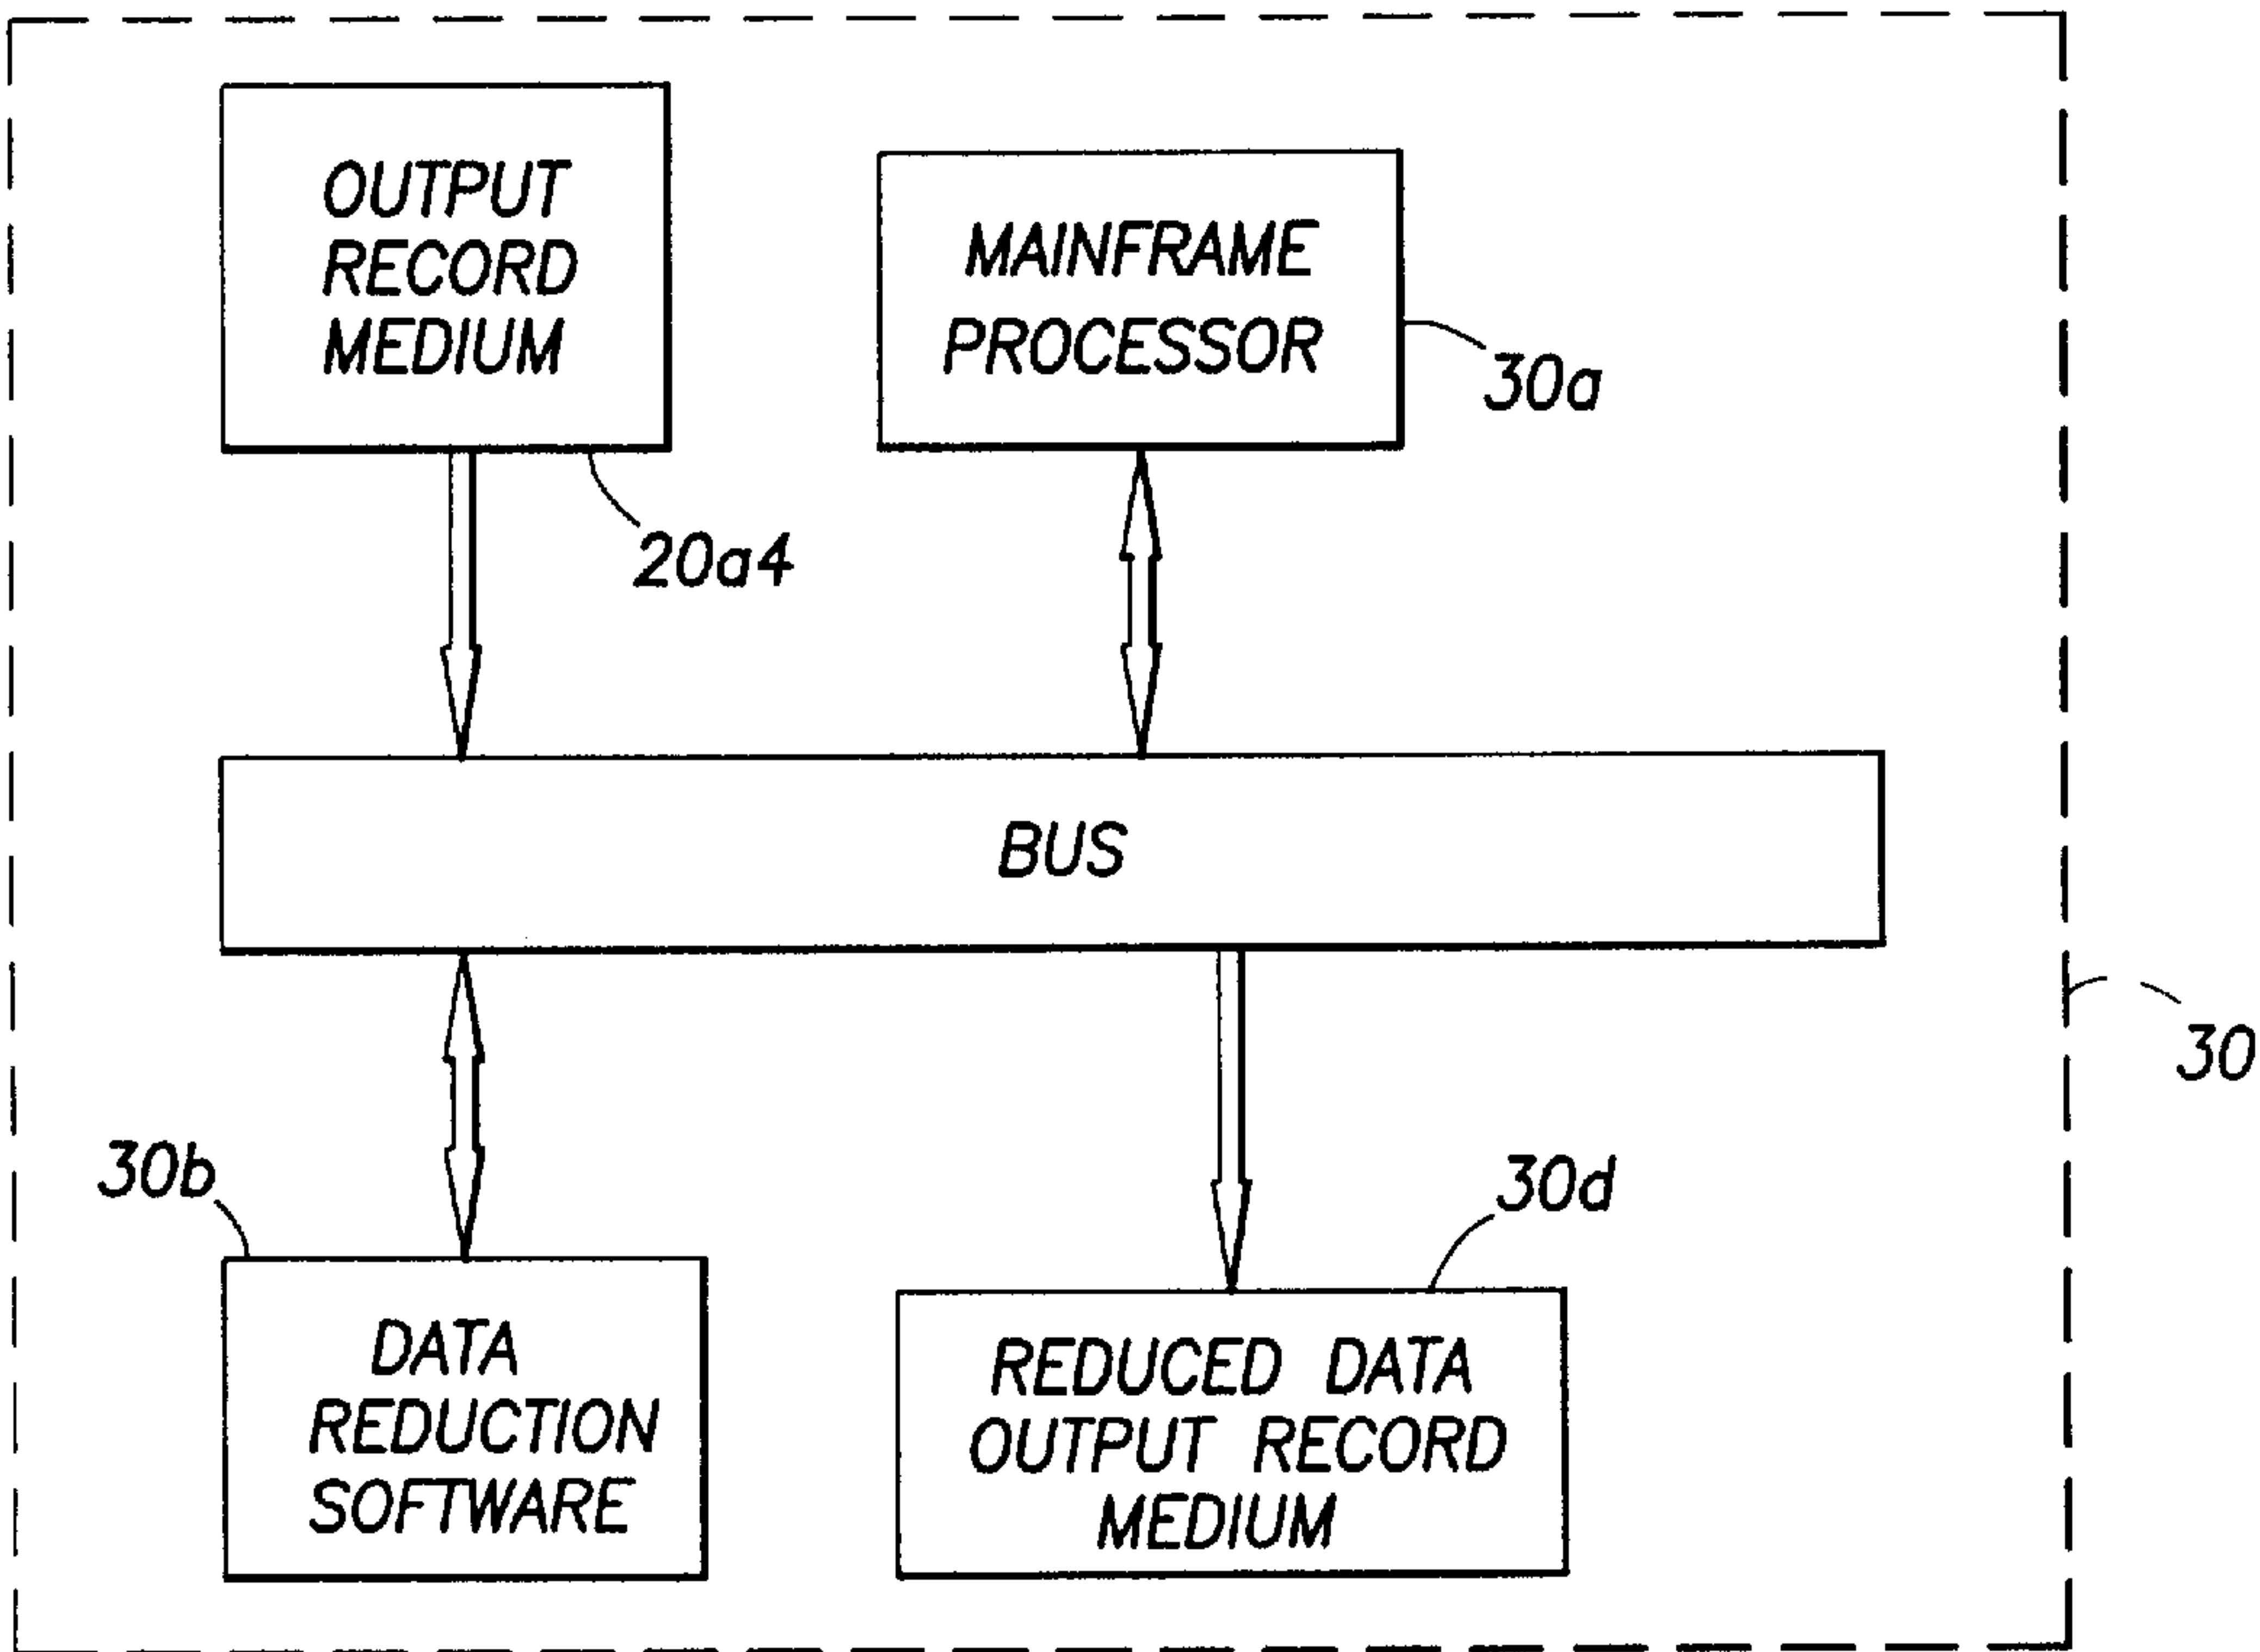 OUTPUT
RECORD
MEDIUM
20a4
MAINFRAME
PROCESSOR
30a
BUS
30
30b
DATA
REDUCTION
SOFTWARE
30d
REDUCED DATA
OUTPUT RECORD
MEDIUM